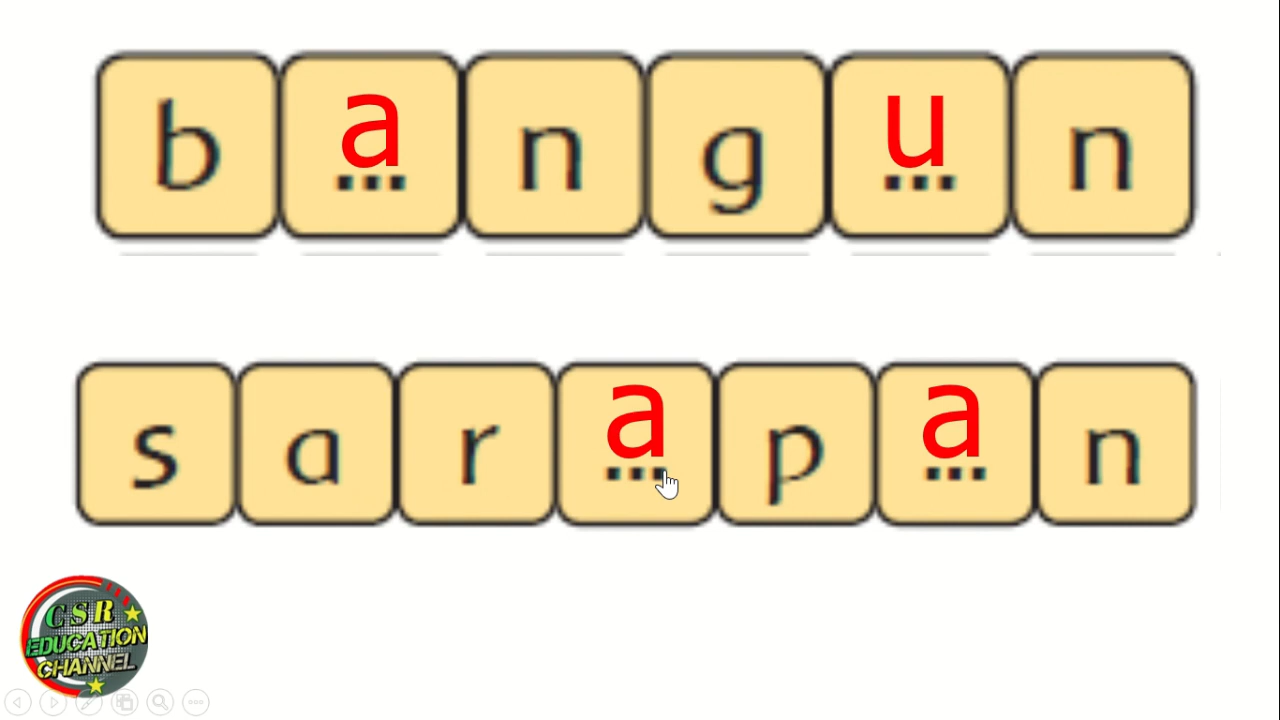 b a n g u n
s a r a p a n
CSR
EDUCATION
CHANNEL